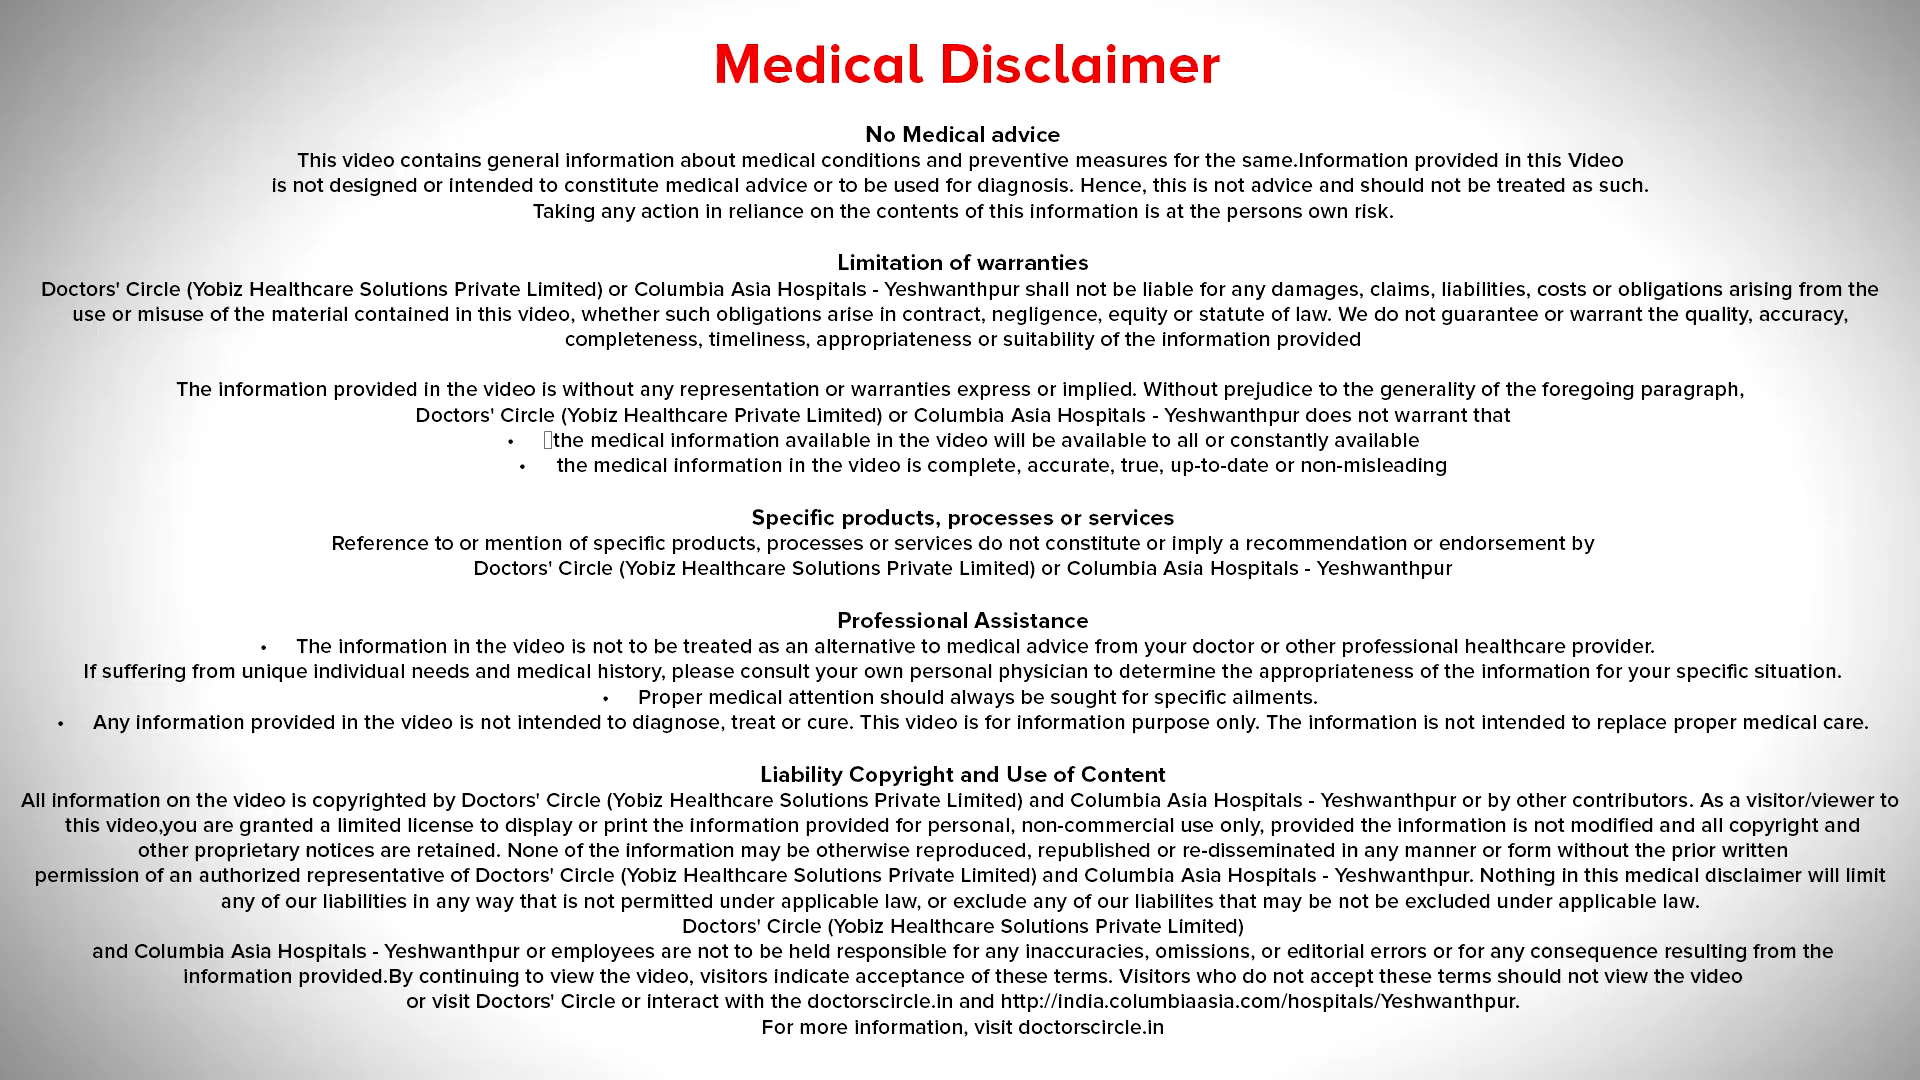 Medical Disclaimer
No Medical advice
This video contains general information about medical conditions and preventive measures for the same.Information provided in this Video
is not designed or intended to constitute medical advice or to be used for diagnosis. Hence, this is not advice and should not be treated as such.
Taking any action in reliance on the contents of this information is at the persons own risk.
Limitation of warranties
Doctors' Circle (Yobiz Healthcare Solutions Private Limited) or Columbia Asia Hospitals - Yeshwanthpur shall not be liable for any damages, claims, liabilities, costs or obligations arising from the
use or misuse of the material contained in this video, whether such obligations arise in contract, negligence, equity or statute of law. We do not guarantee or warrant the quality, accuracy,
completeness, timeliness, appropriateness or suitability of the information provided
The information provided in the video is without any representation or warranties express or implied. Without prejudice to the generality of the foregoing paragraph,
Doctors' Circle (Yobiz Healthcare Private Limited) or Columbia Asia Hospitals - Yeshwanthpur does not warrant that
• the medical information available in the video will be available to all or constantly available
• the medical information in the video is complete, accurate, true, up-to-date or non-misleading
Specific products, processes or services
Reference to or mention of specific products, processes or services do not constitute or imply a recommendation or endorsement by
Doctors' Circle (Yobiz Healthcare Solutions Private Limited) or Columbia Asia Hospitals - Yeshwanthpur
Professional Assistance
• The information in the video is not to be treated as an alternative to medical advice from your doctor or other professional healthcare provider.
If suffering from unique individual needs and medical history, please consult your own personal physician to determine the appropriateness of the information for your specific situation.
• Proper medical attention should always be sought for specific ailments.
• Any information provided in the video is not intended to diagnose, treat or cure. This video is for information purpose only. The information is not intended to replace proper medical care.
Liability Copyright and Use of Content
All information on the video is copyrighted by Doctors' Circle (Yobiz Healthcare Solutions Private Limited) and Columbia Asia Hospitals - Yeshwanthpur or by other contributors. As a visitor/viewer to
this video,you are granted a limited license to display or print the information provided for personal, non-commercial use only, provided the information is not modified and all copyright and
other proprietary notices are retained. None of the information may be otherwise reproduced, republished or re-disseminated in any manner or form without the prior written
permission of an authorized representative of Doctors' Circle (Yobiz Healthcare Solutions Private Limited) and Columbia Asia Hospitals - Yeshwanthpur. Nothing in this medical disclaimer will limit
any of our liabilities in any way that is not permitted under applicable law, or exclude any of our liabilites that may be not be excluded under applicable law.
Doctors' Circle (Yobiz Healthcare Solutions Private Limited)
and Columbia Asia Hospitals - Yeshwanthpur or employees are not to be held responsible for any inaccuracies, omissions, or editorial errors or for any consequence resulting from the
information provided.By continuing to view the video, visitors indicate acceptance of these terms. Visitors who do not accept these terms should not view the video
or visit Doctors' Circle or interact with the doctorscircle.in and http://india.columbiaasia.com/hospitals/Yeshwanthpur.
For more information, visit doctorscircle.in